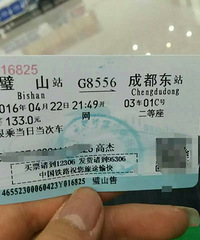 016825
璧山站 G8556 成都东站
Bishan Chengdudong
016年04月22日21:49开 03车01C号
133.0元 网 二等座
限乘当日当次车
高杰
买票请到12306 发货请到95306
中国铁路祝您旅途愉快
46552300060423Y016825 璧山售